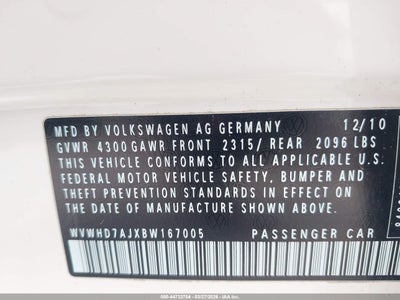 MFD BY VOLKSWAGEN AG GERMANY 12/10
GVWR 4300 GAWR FRONT 2315/ REAR 2096 LBS
THIS VEHICLE CONFORMS TO ALL APPLICABLE U.S.
FEDERAL MOTOR VEHICLE SAFETY, BUMPER AND
THEFT PREVENTION STANDARDS IN EFFECT ON
THE DATE OF MANUFACTURE SHOWN ABOVE
WVWHD7AJXBW167005 PASSENGER CAR